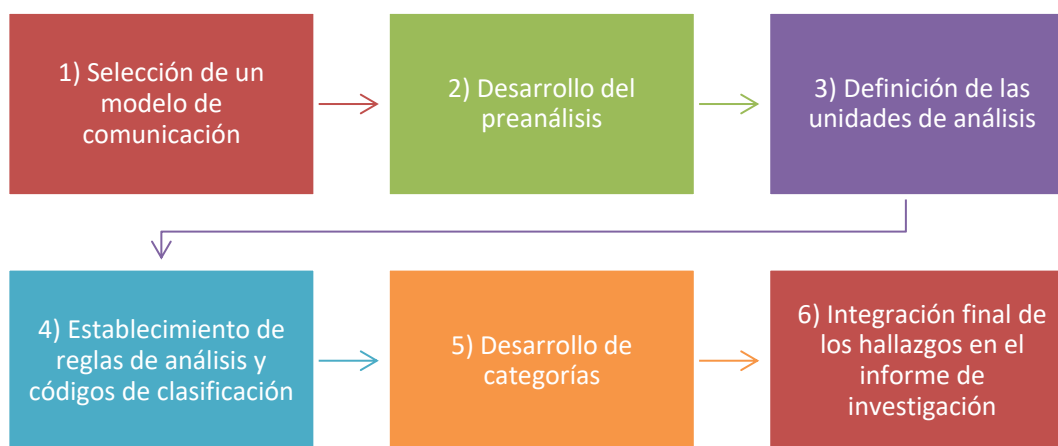 1) Selección de un
modelo de
comunicación
2) Desarrollo del
preanálisis
3) Definición de las
unidades de análisis
4) Establecimiento de
reglas de análisis y
códigos de clasificación
5) Desarrollo de
categorías
6) Integración final de
los hallazgos en el
informe de
investigación